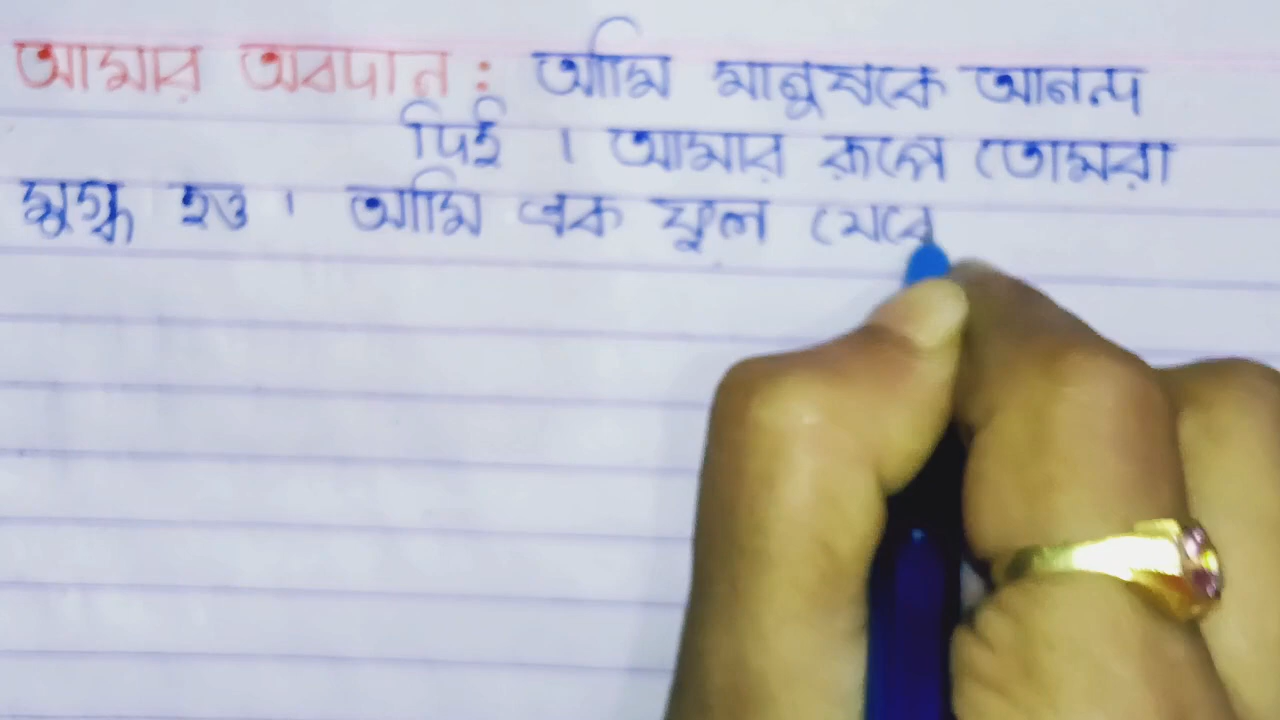 আমার অবদান : আমি মানুষকে আনন্দ
দিই । আমার রূপে তোমরা
মুগ্ধ হও । আমি এক ফুল থেকে